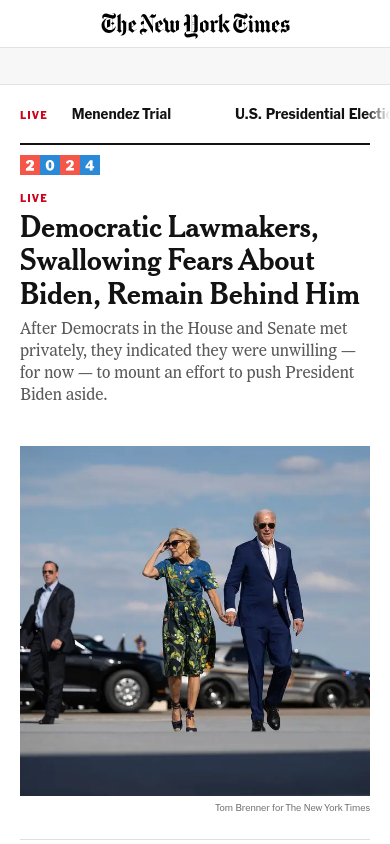 The New York Times
LIVE Menendez Trial U.S. Presidential Electi
2024
LIVE
Democratic Lawmakers,
Swallowing Fears About
Biden, Remain Behind Him
After Democrats in the House and Senate met
privately, they indicated they were unwilling —
for now — to mount an effort to push President
Biden aside.
Tom Brenner for The New York Times